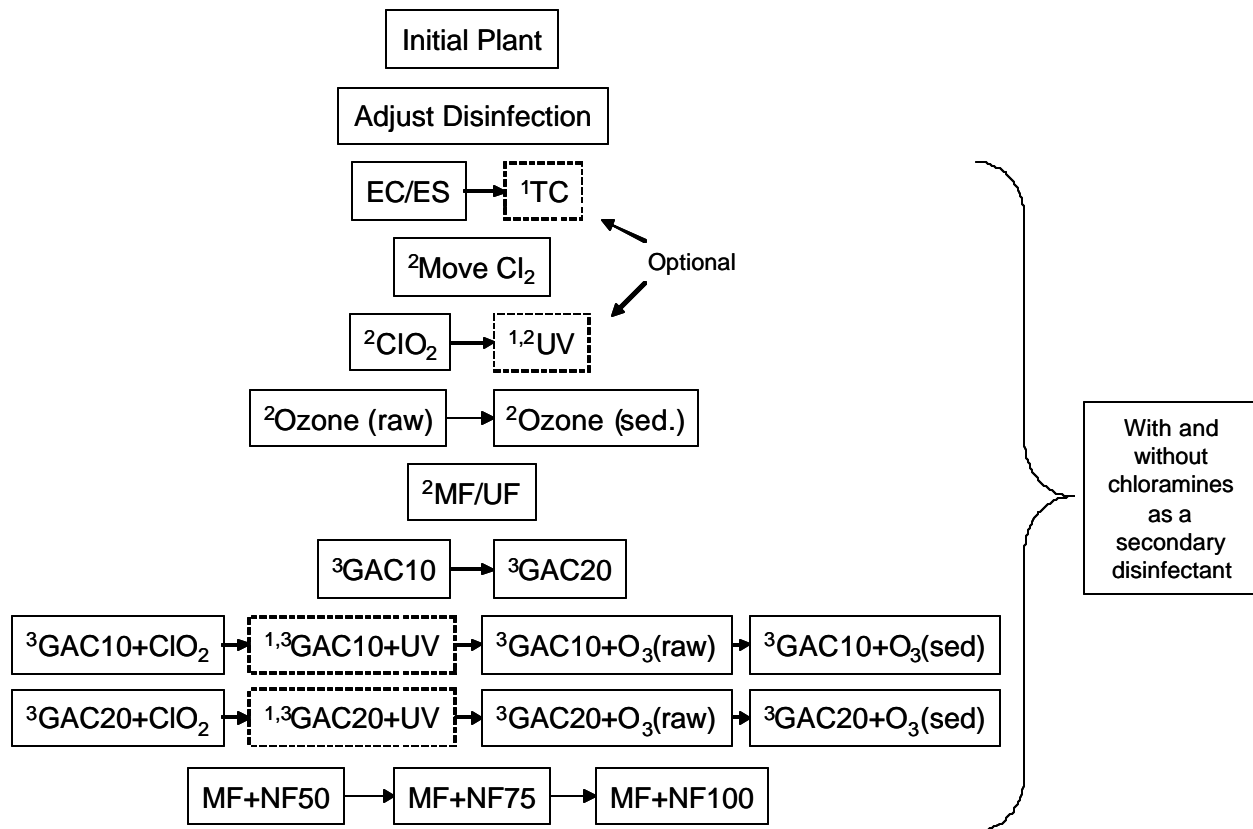 Initial Plant
Adjust Disinfection
EC/ES
¹TC
²Move Cl₂
Optional
²ClO₂
¹,²UV
²Ozone (raw)
²Ozone (sed.)
²MF/UF
³GAC10
³GAC20
³GAC10+ClO₂
¹,³GAC10+UV
³GAC10+O₃(raw)
³GAC10+O₃(sed)
³GAC20+ClO₂
¹,³GAC20+UV
³GAC20+O₃(raw)
³GAC20+O₃(sed)
MF+NF50
MF+NF75
MF+NF100
With and
without
chloramines
as a
secondary
disinfectant